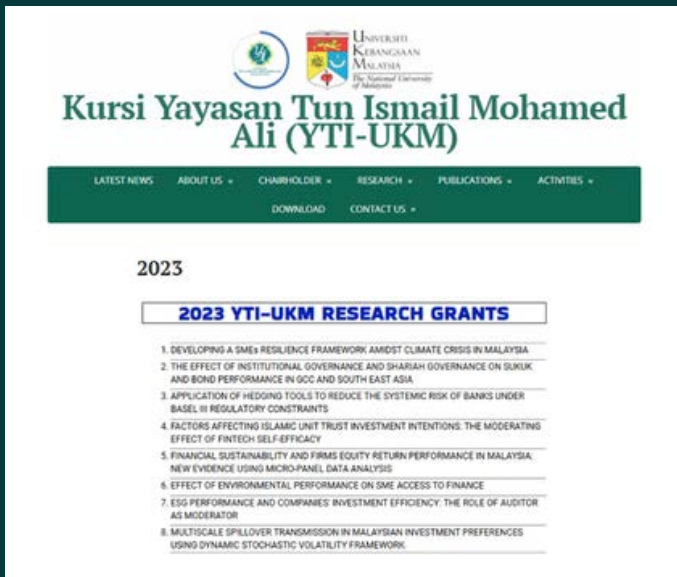 UNIVERSITI
KEBANGSAAN
MALAYSIA
The National University
of Malaysia
Kursi Yayasan Tun Ismail Mohamed
Ali (YTI-UKM)
LATEST NEWS ABOUT US CHAIRHOLDER RESEARCH PUBLICATIONS ACTIVITIES
DOWNLOAD CONTACT US
2023
2023 YTI-UKM RESEARCH GRANTS
1. DEVELOPING A SMEs RESILIENCE FRAMEWORK AMIDST CLIMATE CRISIS IN MALAYSIA
2. THE EFFECT OF INSTITUTIONAL GOVERNANCE AND SHARIAH GOVERNANCE ON SUKUK
AND BOND PERFORMANCE IN GCC AND SOUTH EAST ASIA
3. APPLICATION OF HEDGING TOOLS TO REDUCE THE SYSTEMIC RISK OF BANKS UNDER
BASEL III REGULATORY CONSTRAINTS
4. FACTORS AFFECTING ISLAMIC UNIT TRUST INVESTMENT INTENTIONS: THE MODERATING
EFFECT OF FINTECH SELF-EFFICACY
5. FINANCIAL SUSTAINABILITY AND FIRMS EQUITY RETURN PERFORMANCE IN MALAYSIA:
NEW EVIDENCE USING MICRO-PANEL DATA ANALYSIS
6. EFFECT OF ENVIRONMENTAL PERFORMANCE ON SME ACCESS TO FINANCE
7. ESG PERFORMANCE AND COMPANIES' INVESTMENT EFFICIENCY: THE ROLE OF AUDITOR
AS MODERATOR
8. MULTISCALE SPILLOVER TRANSMISSION IN MALAYSIAN INVESTMENT PREFERENCES
USING DYNAMIC STOCHASTIC VOLATILITY FRAMEWORK